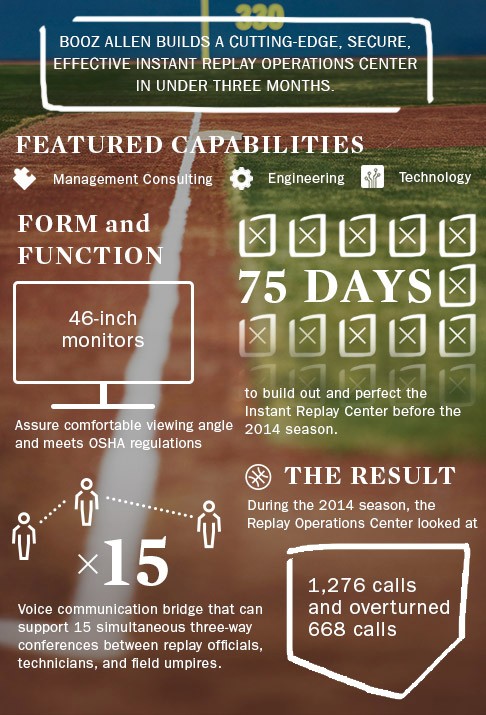 330
BOOZ ALLEN BUILDS A CUTTING-EDGE, SECURE,
EFFECTIVE INSTANT REPLAY OPERATIONS CENTER
IN UNDER THREE MONTHS.
FEATURED CAPABILITIES
Management Consulting
Engineering
Technology
FORM and
FUNCTION
46-inch
monitors
Assure comfortable viewing angle
and meets OSHA regulations
75 DAYS
to build out and perfect the
Instant Replay Center before the
2014 season.
×15
Voice communication bridge that can
support 15 simultaneous three-way
conferences between replay officials,
technicians, and field umpires.
THE RESULT
During the 2014 season, the
Replay Operations Center looked at
1,276 calls
and overturned
668 calls